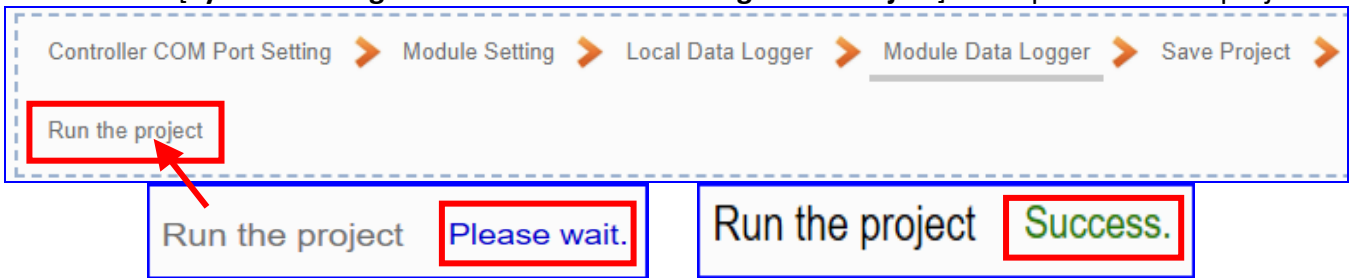 Controller COM Port Setting Module Setting Local Data Logger Module Data Logger Save Project
Run the project
Run the project Please wait.
Run the project Success.